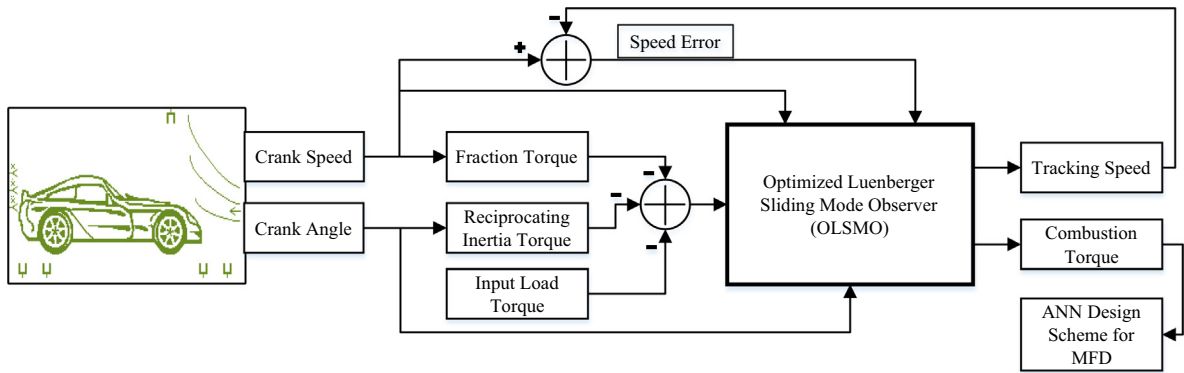 Speed Error
Crank Speed
Fraction Torque
Tracking Speed
Optimized Luenberger
Sliding Mode Observer
(OLSMO)
Crank Angle
Reciprocating
Inertia Torque
Combustion
Torque
Input Load
Torque
ANN Design
Scheme for
MFD